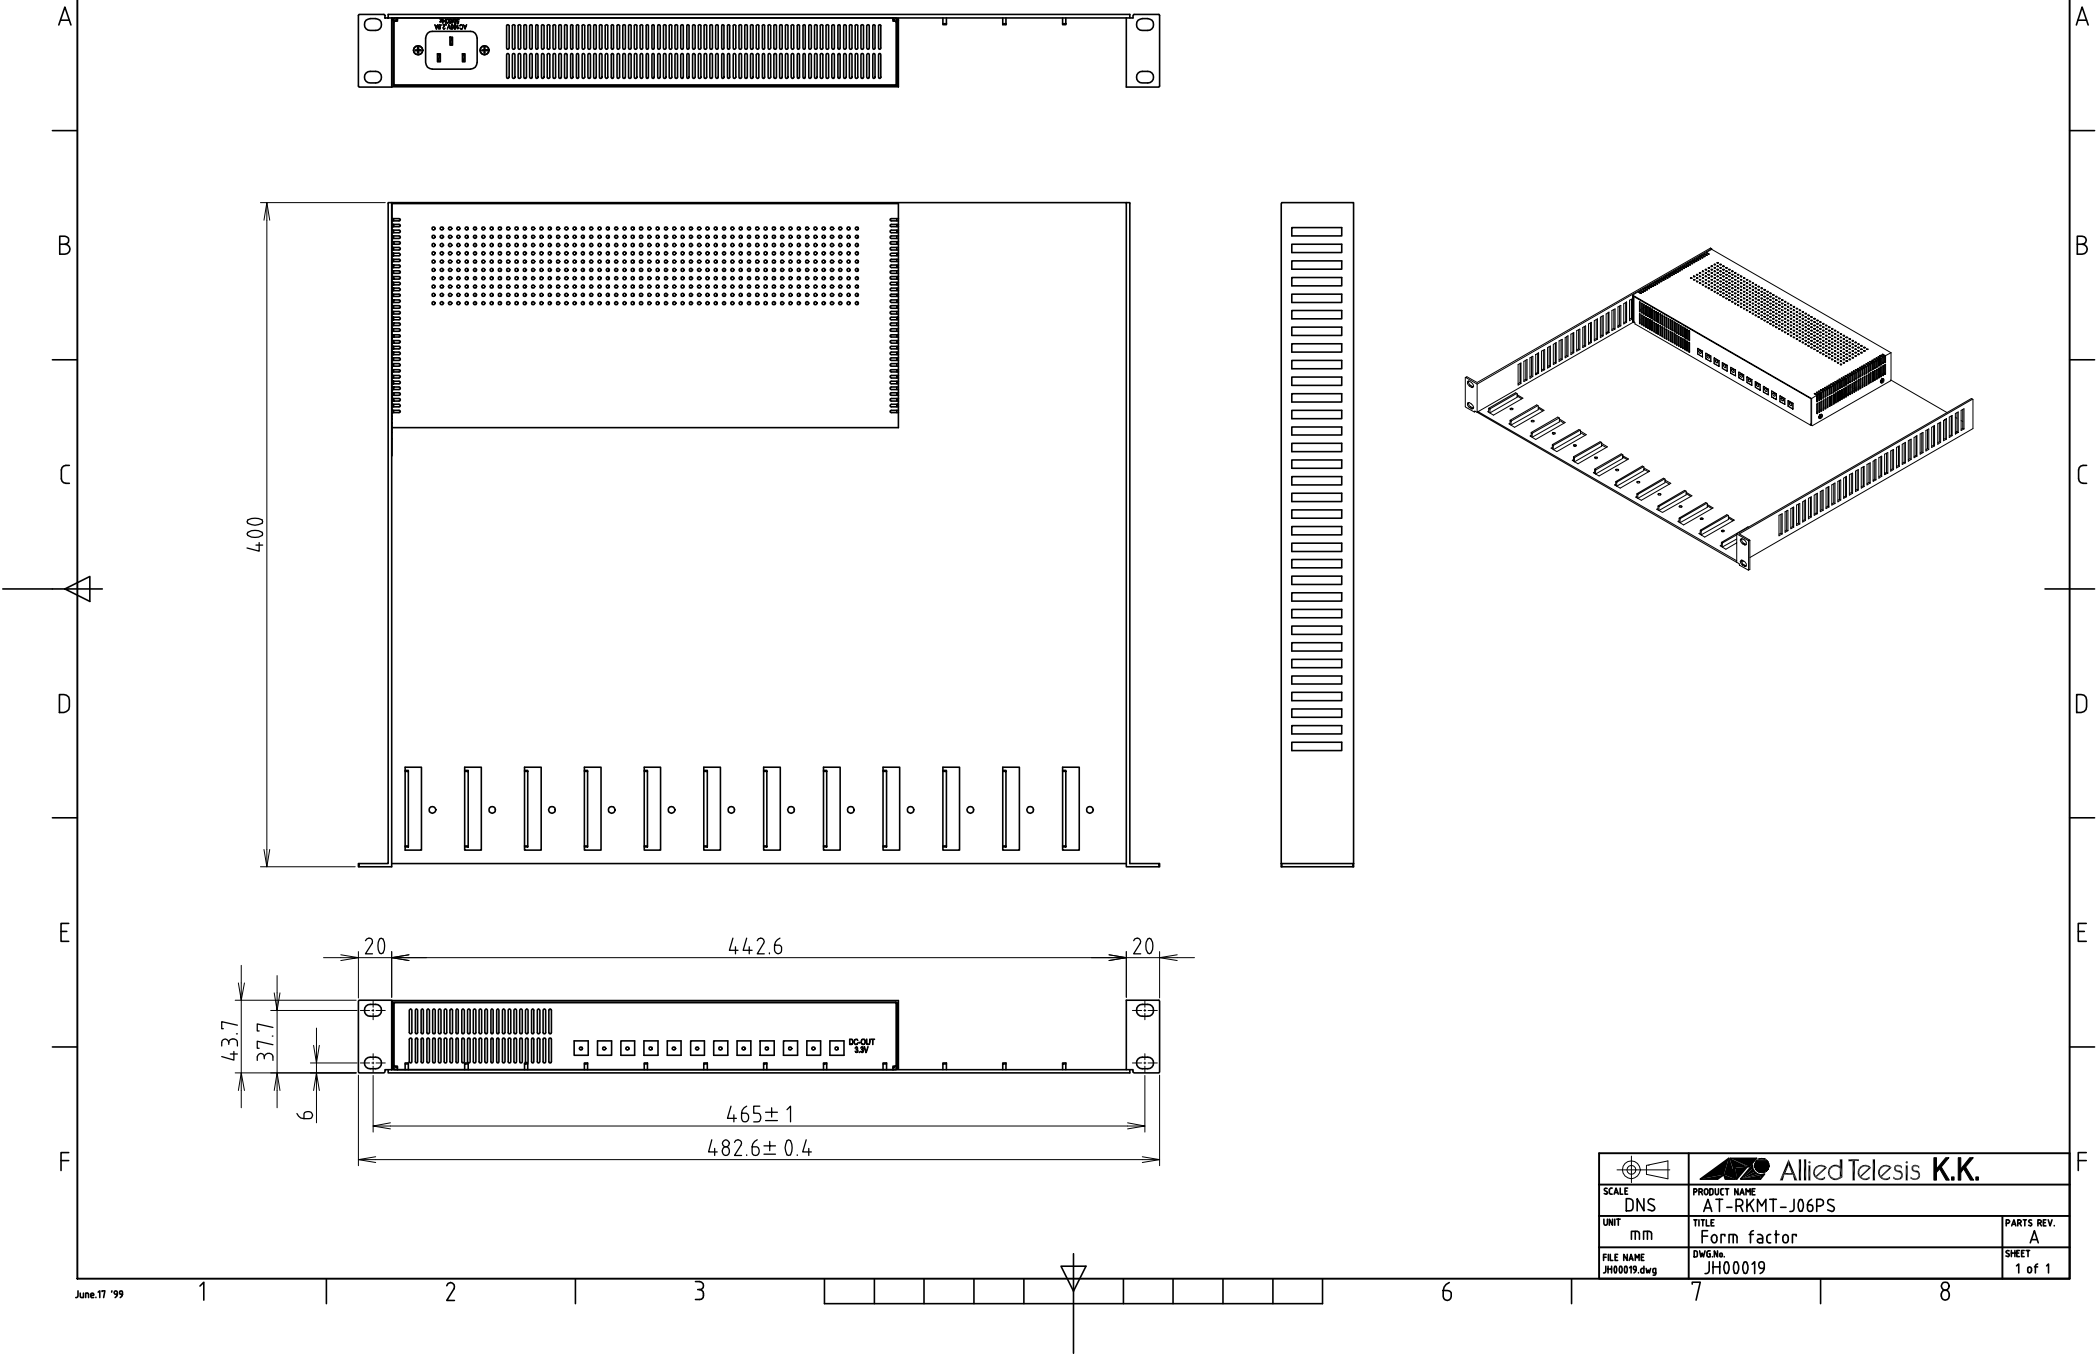 A
A
B
B
400
C
C
D
D
E
E
20
442.6
20
43.7
37.7
6
DC-OUT
3.3V
465± 1
482.6± 0.4
F
F
Allied Telesis K.K.
SCALE
DNS
PRODUCT NAME
AT-RKMT-J06PS
UNIT
mm
TITLE
Form factor
PARTS REV.
A
FILE NAME
JH00019.dwg
DWG.No.
JH00019
SHEET
1 of 1
June.17 '99
1
2
3
6
7
8